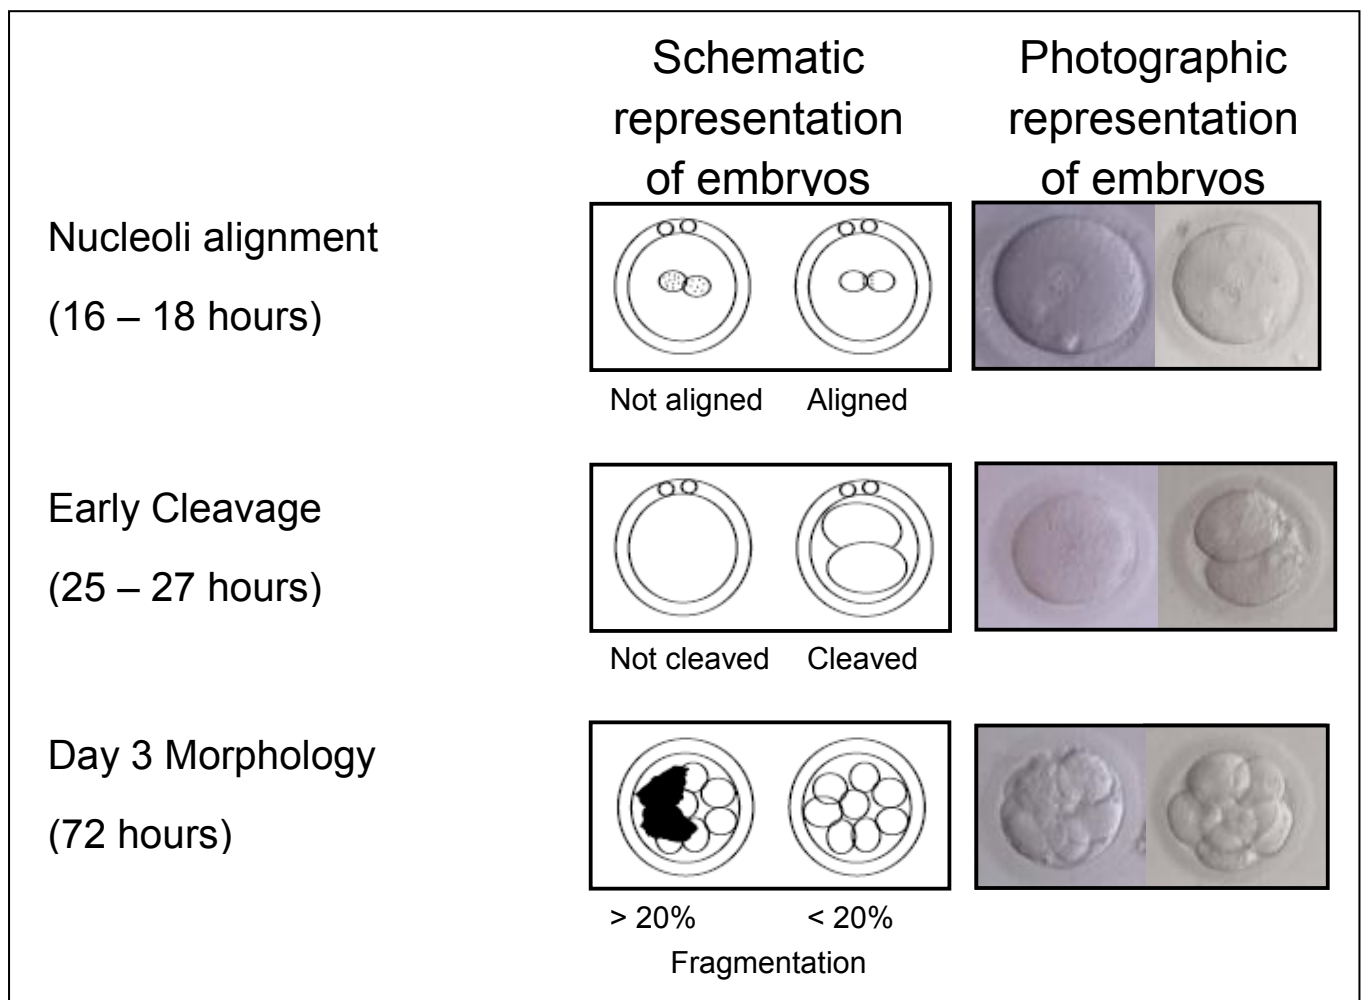 Schematic
representation
of embryos
Photographic
representation
of embryos
Nucleoli alignment
(16 – 18 hours)
Not aligned
Aligned
Early Cleavage
(25 – 27 hours)
Not cleaved
Cleaved
Day 3 Morphology
(72 hours)
> 20%
< 20%
Fragmentation